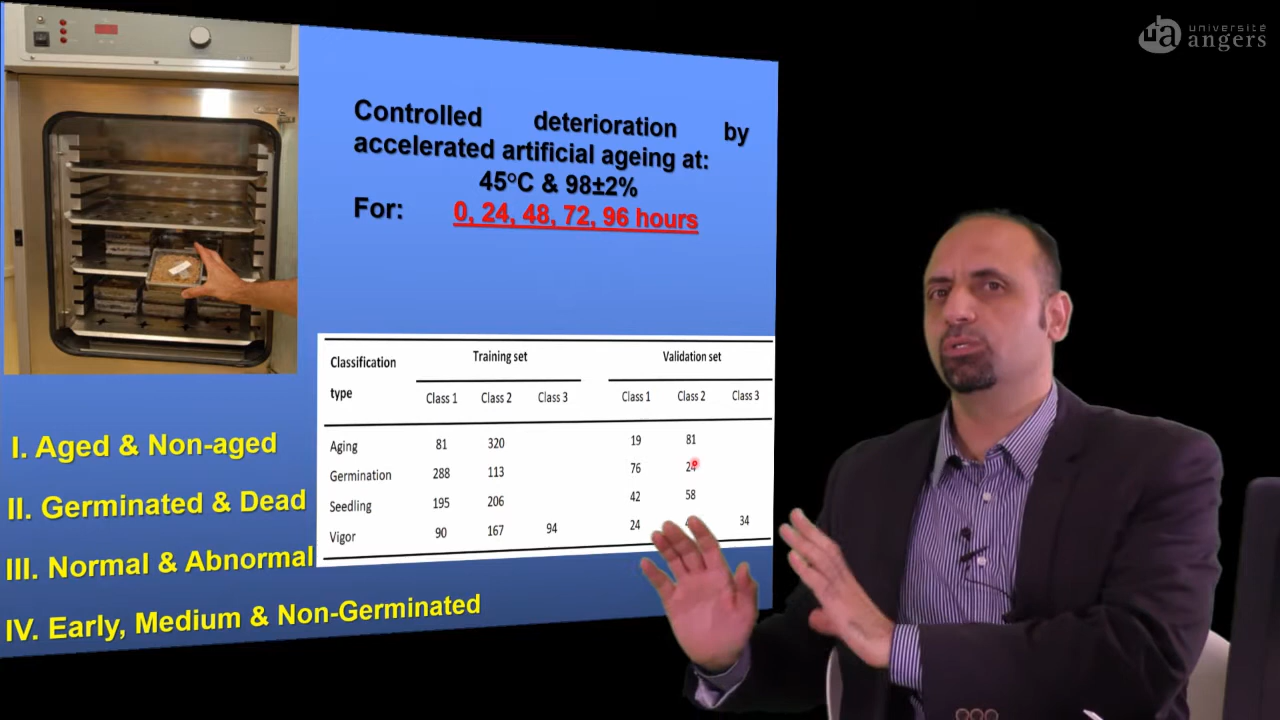 université
angers
Controlled deterioration by
accelerated artificial ageing at:
45°C & 98±2%
For: 0, 24, 48, 72, 96 hours
Classification type Training set Validation set
Class 1 Class 2 Class 3 Class 1 Class 2 Class 3
Aging 81 320 19 81
Germination 288 113 76 24
Seedling 195 206 42 58
Vigor 90 167 94 24 34
I. Aged & Non-aged
II. Germinated & Dead
III. Normal & Abnormal
IV. Early, Medium & Non-Germinated